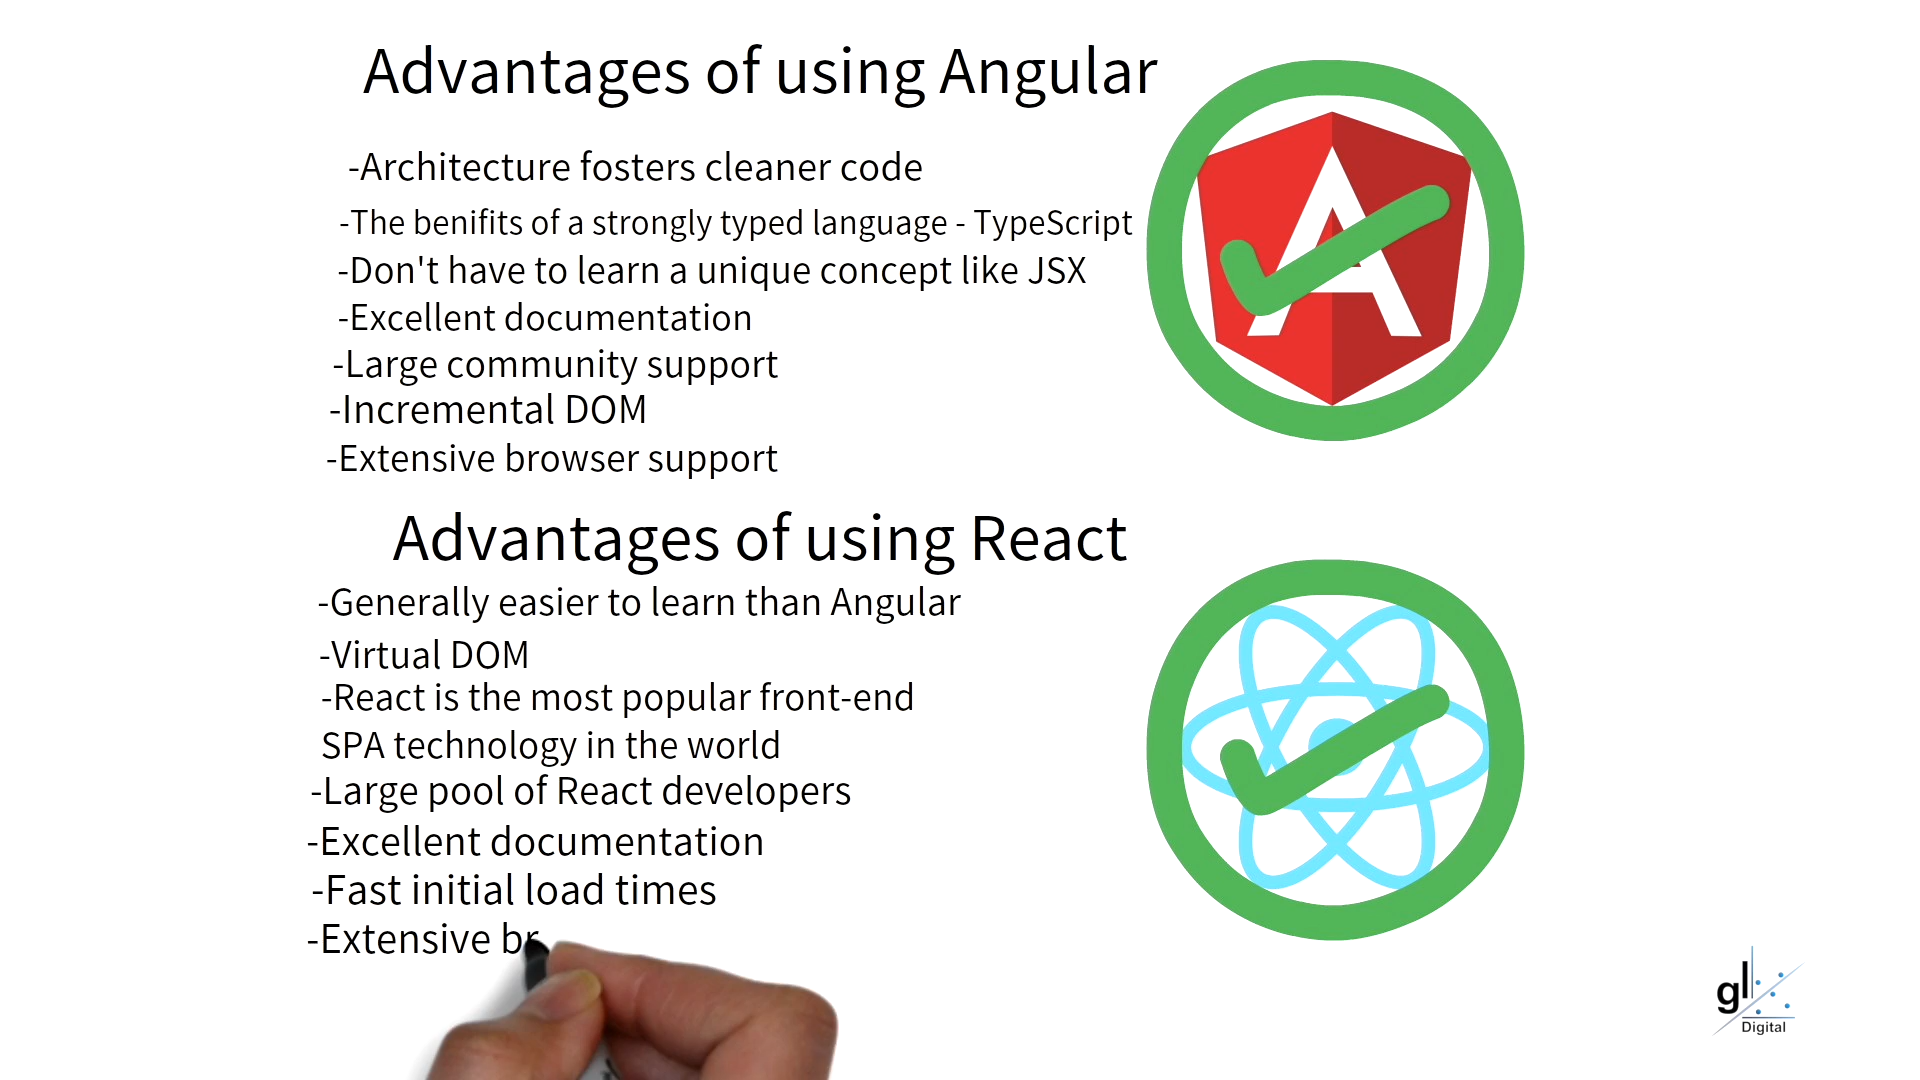 Advantages of using Angular
-Architecture fosters cleaner code
-The benifits of a strongly typed language - TypeScript
-Don't have to learn a unique concept like JSX
-Excellent documentation
-Large community support
-Incremental DOM
-Extensive browser support
Advantages of using React
-Generally easier to learn than Angular
-Virtual DOM
-React is the most popular front-end
SPA technology in the world
-Large pool of React developers
-Excellent documentation
-Fast initial load times
-Extensive br
gl
Digital